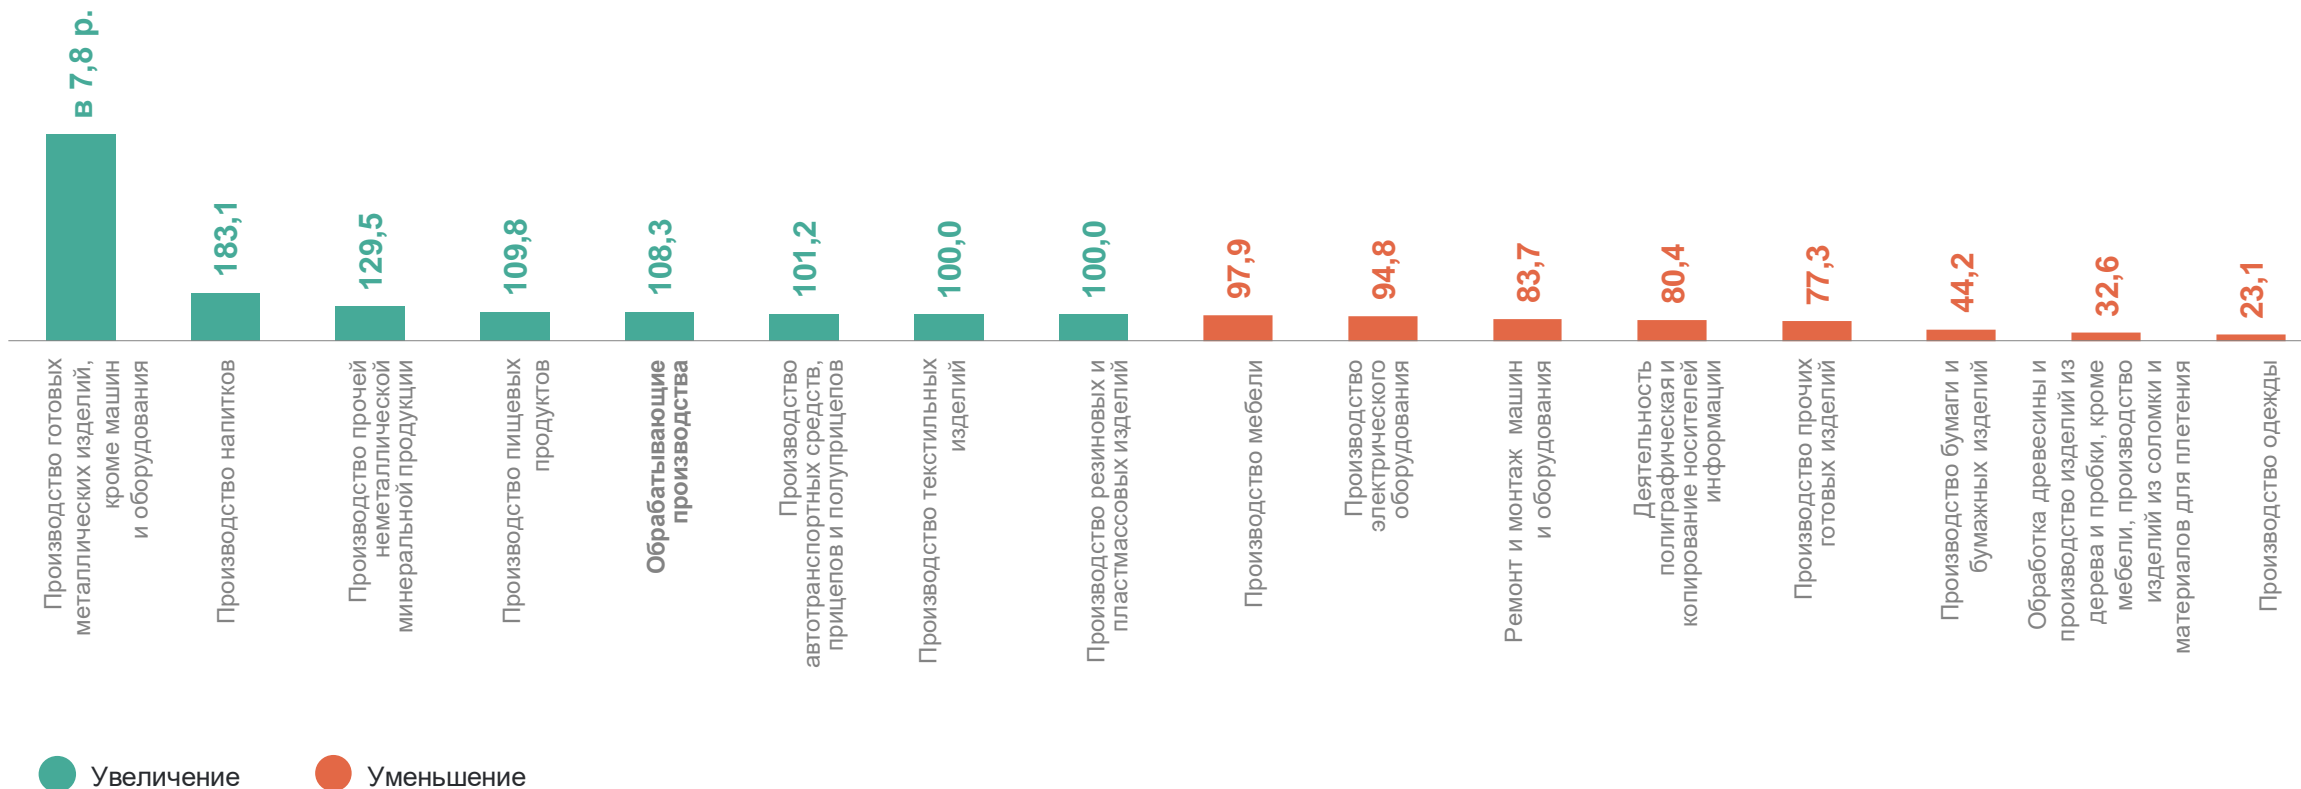 в 7,8 р.
183,1
129,5
109,8
108,3
101,2
100,0
100,0
97,9
94,8
83,7
80,4
77,3
44,2
32,6
23,1
Производство готовых
металлических изделий,
кроме машин
и оборудования
Производство напитков
Производство прочей
неметаллической
минеральной продукции
Производство пищевых
продуктов
Обрабатывающие
производства
Производство
автотранспортных средств,
прицепов и полуприцепов
Производство текстильных
изделий
Производство резиновых и
пластмассовых изделий
Производство мебели
Производство
электрического
оборудования
Ремонт и монтаж машин
и оборудования
Деятельность
полиграфическая и
копирование носителей
информации
Производство прочих
готовых изделий
Производство бумаги и
бумажных изделий
Обработка древесины и
производство изделий из
дерева и пробки, кроме
мебели, производство
изделий из соломки и
материалов для плетения
Производство одежды
Увеличение
Уменьшение